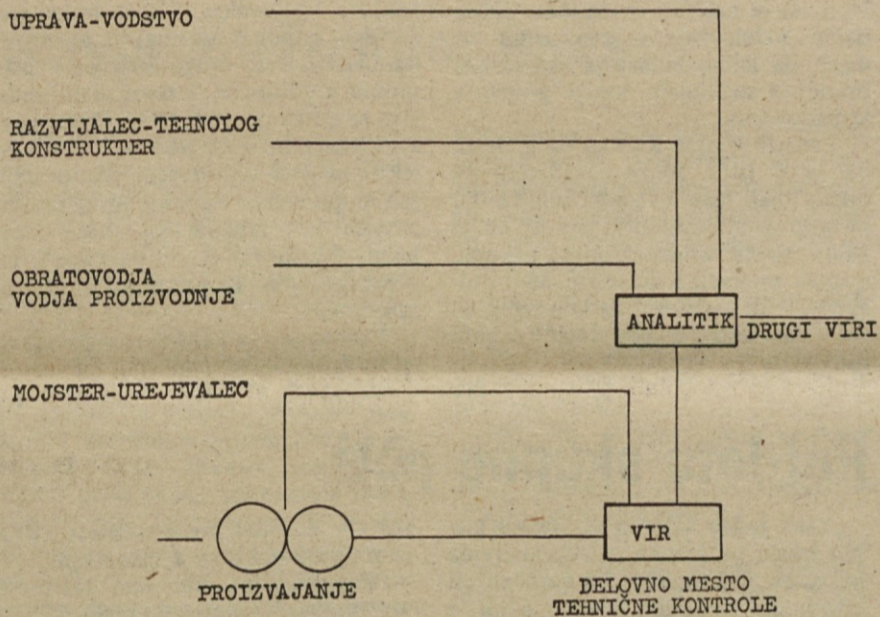 UPRAVA-VODSTVO
RAZVIJALEC-TEHNOLOG
KONSTRUKTER
OBRATOVODJA
VODJA PROIZVODNJE
ANALITIK
DRUGI VIRI
MOJSTER-UREJEVALEC
VIR
PROIZVAJANJE
DELOVNO MESTO
TEHNIČNE KONTROLE